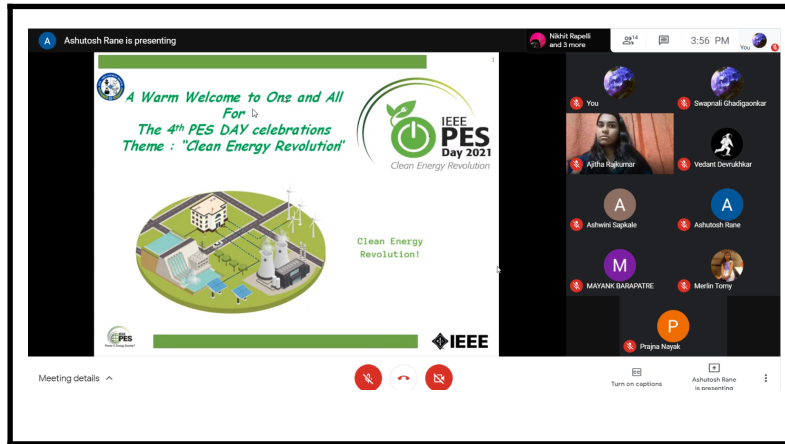 A
Ashutosh Rane is presenting
Nikhit Rapelli
and 3 more
14
3:56 PM
You
1
A Warm Welcome to One and All
For
The 4th PES DAY celebrations
Theme : "Clean Energy Revolution"
IEEE
PES
Day 2021
Clean Energy Revolution
Clean Energy
Revolution!
PES
IEEE
You
Swapnali Ghadigaonkar
Ajitha Rajkumar
Vedant Devrukhkar
A
Ashwini Sapkale
A
Ashutosh Rane
M
MAYANK BARAPATRE
Merlin Tomy
P
Prajna Nayak
Meeting details
Turn on captions
Ashutosh Rane
is presenting